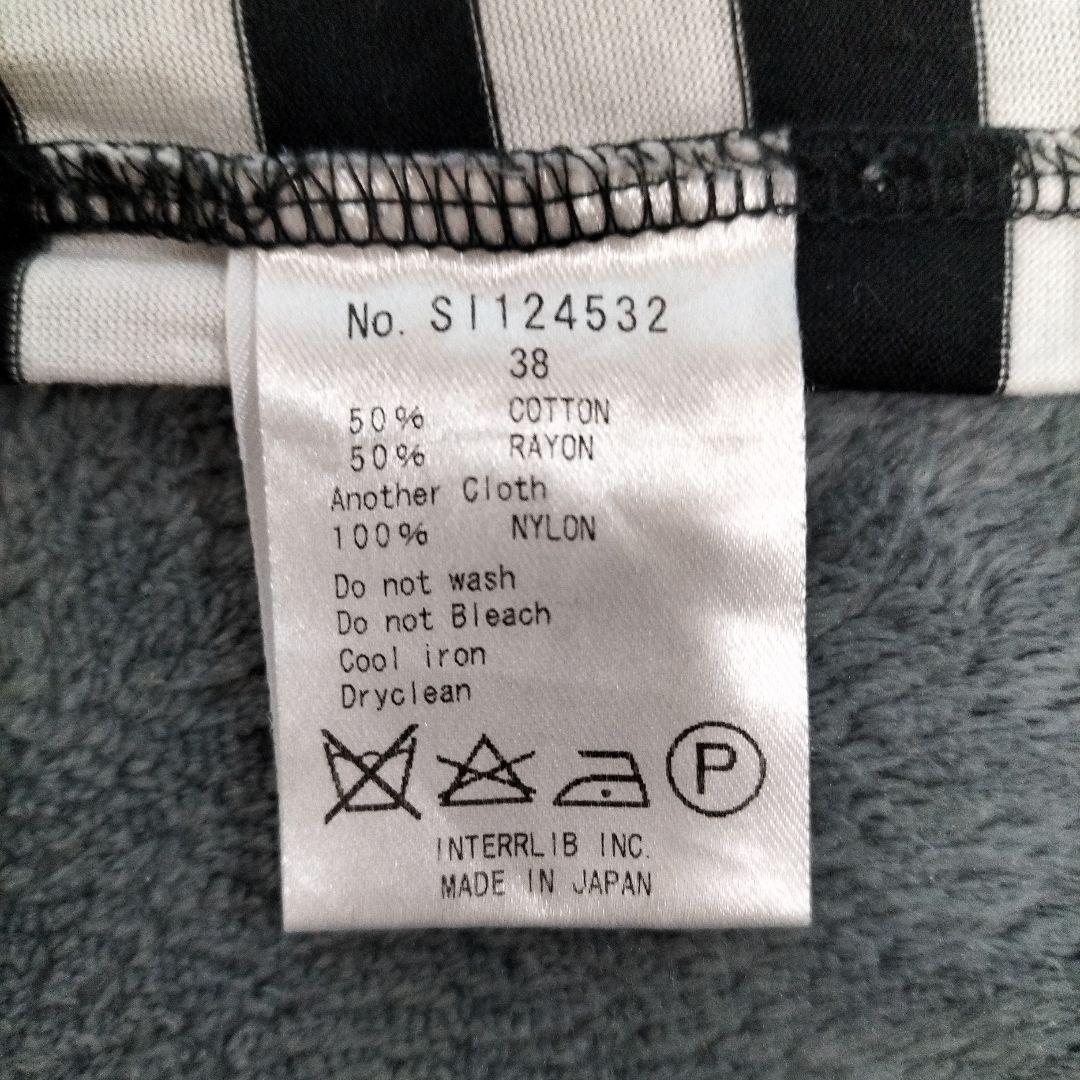 No. SI124532
38
50% COTTON
50% RAYON
Another Cloth
100% NYLON
Do not wash
Do not Bleach
Cool iron
Dryclean
P
INTERRLIB INC.
MADE IN JAPAN